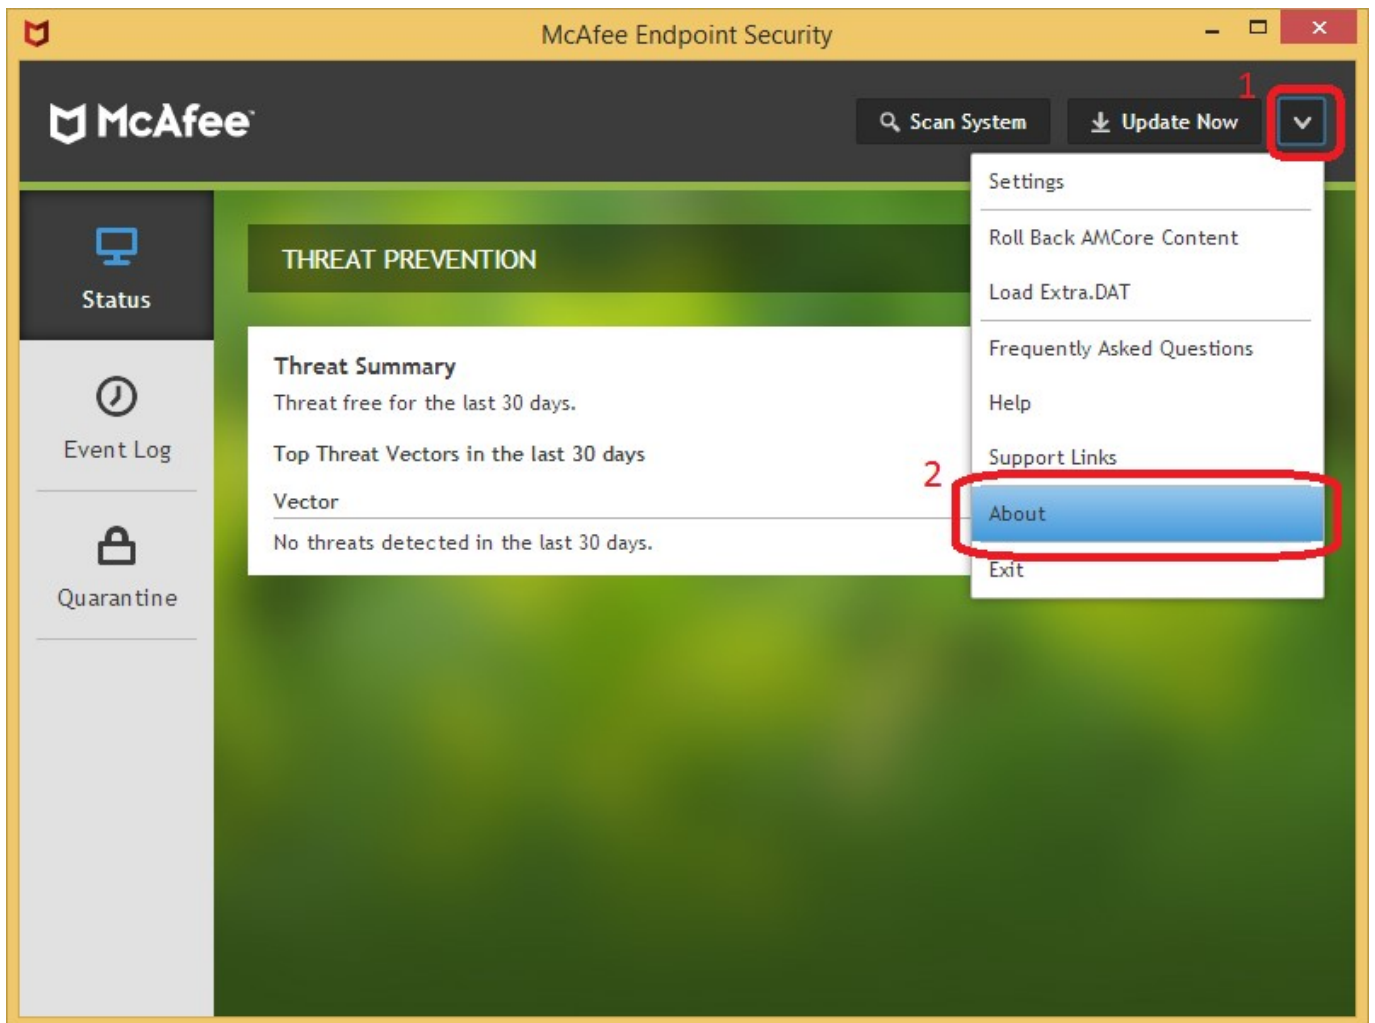 McAfee Endpoint Security
McAfee™
Scan System
Update Now
1
Settings
Roll Back AMCore Content
Load Extra.DAT
Frequently Asked Questions
Help
Support Links
2
About
Exit
Status
Event Log
Quarantine
THREAT PREVENTION
Threat Summary
Threat free for the last 30 days.
Top Threat Vectors in the last 30 days
Vector
No threats detected in the last 30 days.